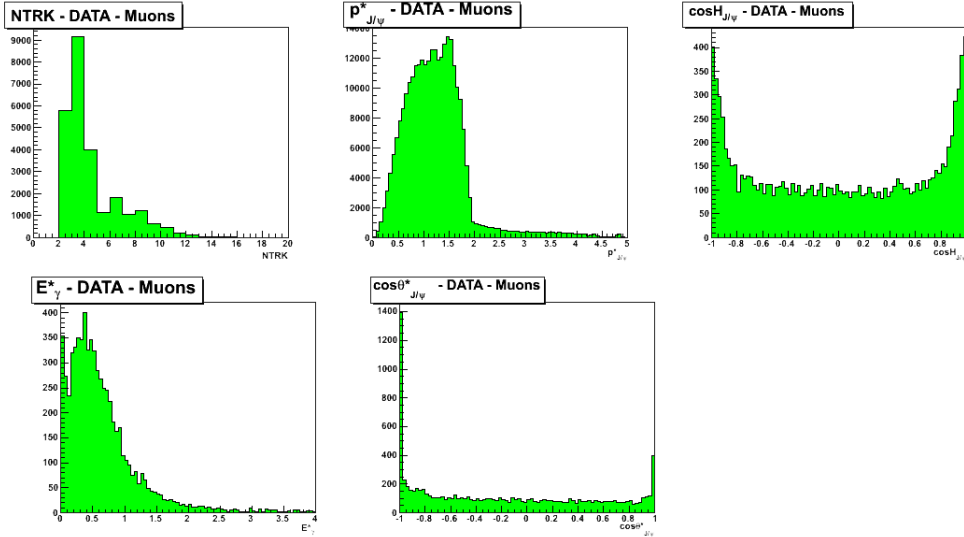 NTRK - DATA - Muons
9000
8000
7000
6000
5000
4000
3000
2000
1000
0
0 2 4 6 8 10 12 14 16 18 20
NTRK
p*J/ψ - DATA - Muons
14000
12000
10000
8000
6000
4000
2000
0
0 0.5 1 1.5 2 2.5 3 3.5 4 4.5 5
p*J/ψ
cosHJ/ψ - DATA - Muons
400
350
300
250
200
150
100
50
0
-1 -0.8 -0.6 -0.4 -0.2 0 0.2 0.4 0.6 0.8 1
cosHJ/ψ
E*γ - DATA - Muons
400
350
300
250
200
150
100
50
0
0 0.5 1 1.5 2 2.5 3 3.5 4
E*γ
cosθ*J/ψ - DATA - Muons
1400
1200
1000
800
600
400
200
0
-1 -0.8 -0.6 -0.4 -0.2 0 0.2 0.4 0.6 0.8 1
cosθ*J/ψ